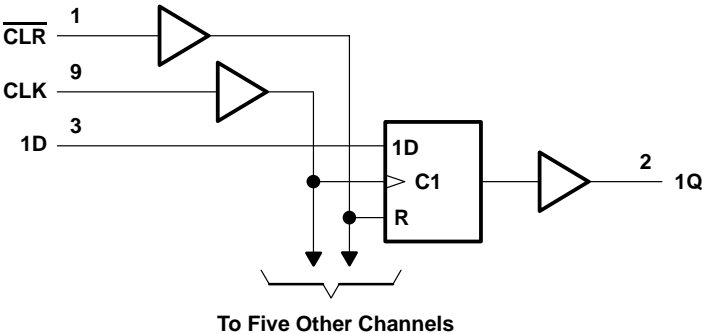 1
CLR
9
CLK
3
1D
1D
C1
R
2
1Q
To Five Other Channels